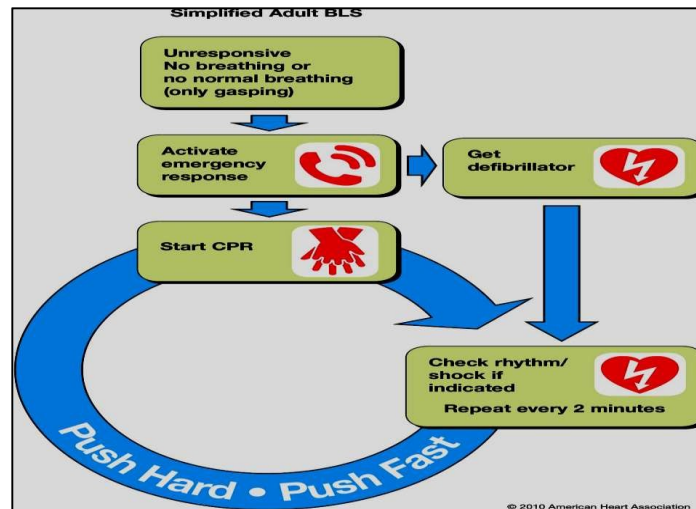 Simplified Adult BLS
Unresponsive
No breathing or
no normal breathing
(only gasping)
Activate
emergency
response
Get
defibrillator
Start CPR
Check rhythm/
shock if
indicated
Repeat every 2 minutes
Push Hard • Push Fast
© 2010 American Heart Association